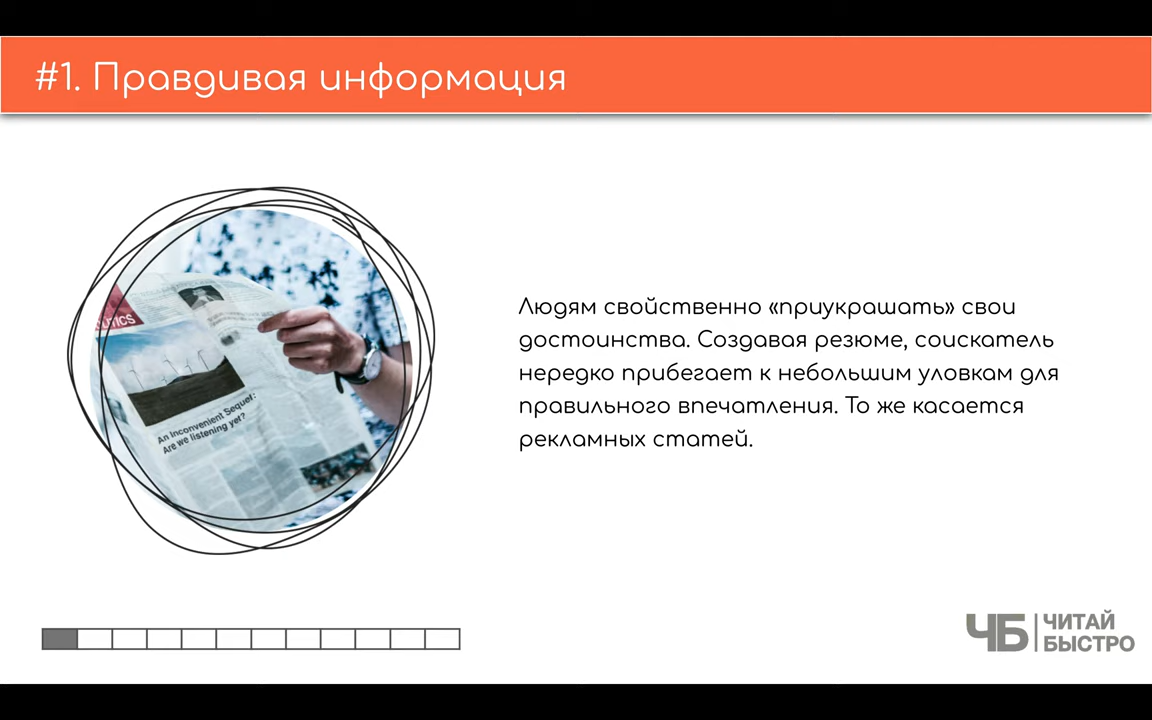 #1. Правдивая информация
Людям свойственно «приукрашать» свои
достоинства. Создавая резюме, соискатель
нередко прибегает к небольшим уловкам для
правильного впечатления. То же касается
рекламных статей.
An Inconvenient Sequel:
Are we listening yet?
ЧБ
ЧИТАЙ
БЫСТРО